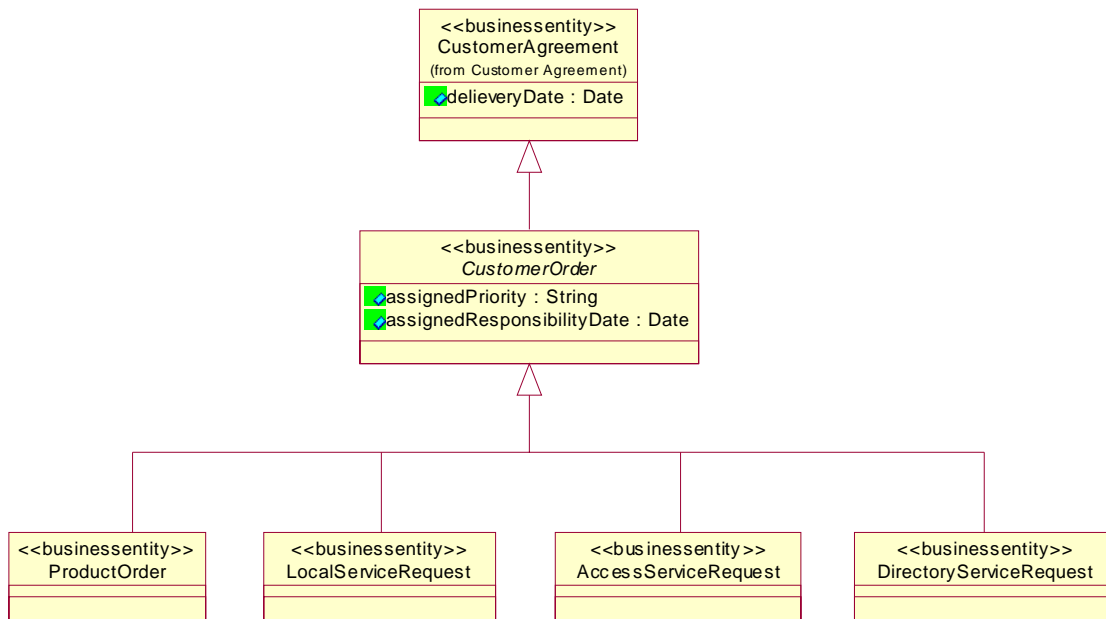 <<businessentity>>
CustomerAgreement
(from Customer Agreement)
delieveryDate : Date
<<businessentity>>
CustomerOrder
assignedPriority : String
assignedResponsibilityDate : Date
<<businessentity>>
ProductOrder
<<businessentity>>
LocalServiceRequest
<<businessentity>>
AccessServiceRequest
<<businessentity>>
DirectoryServiceRequest